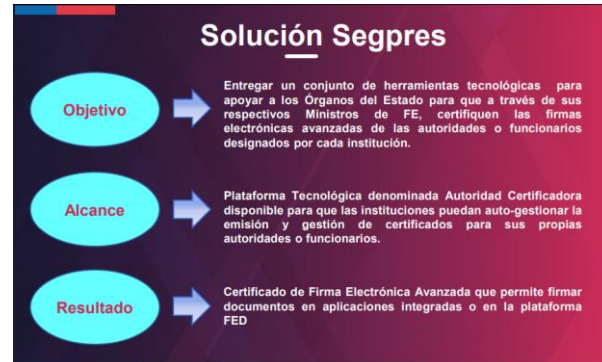 Solución Segpres
Objetivo
Entregar un conjunto de herramientas tecnológicas para
apoyar a los Órganos del Estado para que a través de sus
respectivos Ministros de FE, certifiquen las firmas
electrónicas avanzadas de las autoridades o funcionarios
designados por cada institución.
Alcance
Plataforma Tecnológica denominada Autoridad Certificadora
disponible para que las instituciones puedan auto-gestionar la
emisión y gestión de certificados para sus propias
autoridades o funcionarios.
Resultado
Certificado de Firma Electrónica Avanzada que permite firmar
documentos en aplicaciones integradas o en la plataforma
FED